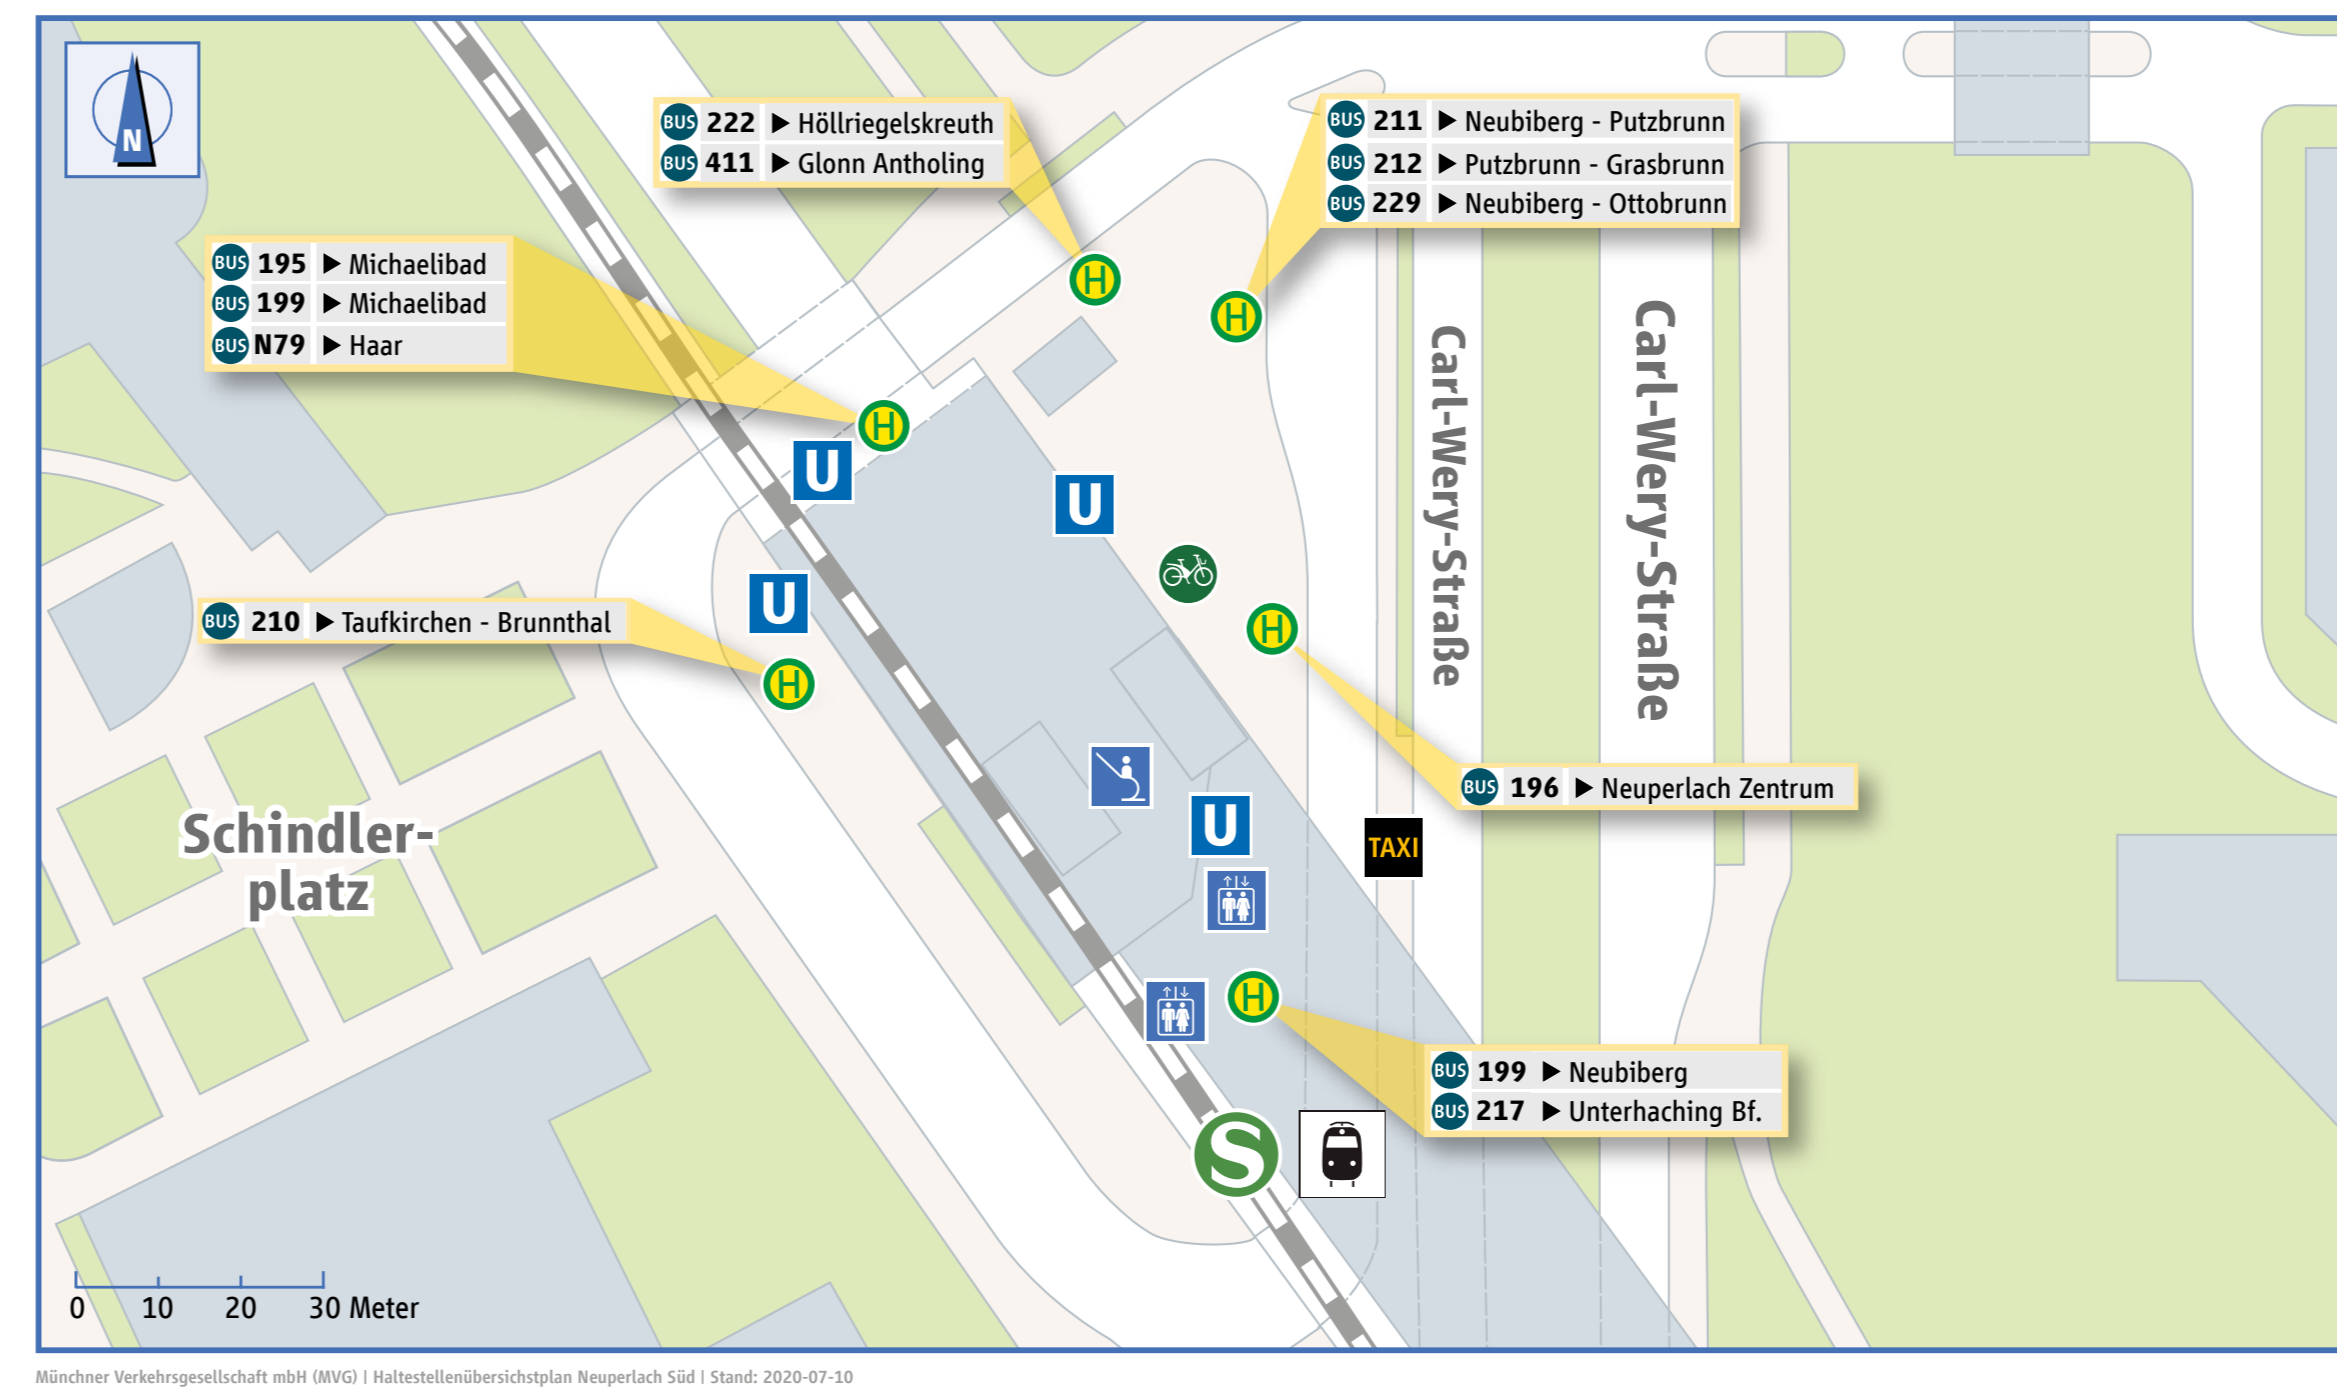 N
BUS 222 ▶ Höllriegelskreuth
BUS 411 ▶ Glonn Antholing
BUS 211 ▶ Neubiberg - Putzbrunn
BUS 212 ▶ Putzbrunn - Grasbrunn
BUS 229 ▶ Neubiberg - Ottobrunn
BUS 195 ▶ Michaelibad
BUS 199 ▶ Michaelibad
BUS N79 ▶ Haar
H
H
H
U
U
Carl-Wery-Straße
Carl-Wery-Straße
BUS 210 ▶ Taufkirchen - Brunnthal
U
H
H
BUS 196 ▶ Neuperlach Zentrum
U
TAXI
Schindler-
platz
H
BUS 199 ▶ Neubiberg
BUS 217 ▶ Unterhaching Bf.
S
0 10 20 30 Meter
Münchner Verkehrsgesellschaft mbH (MVG) | Haltestellenübersichstplan Neuperlach Süd | Stand: 2020-07-10